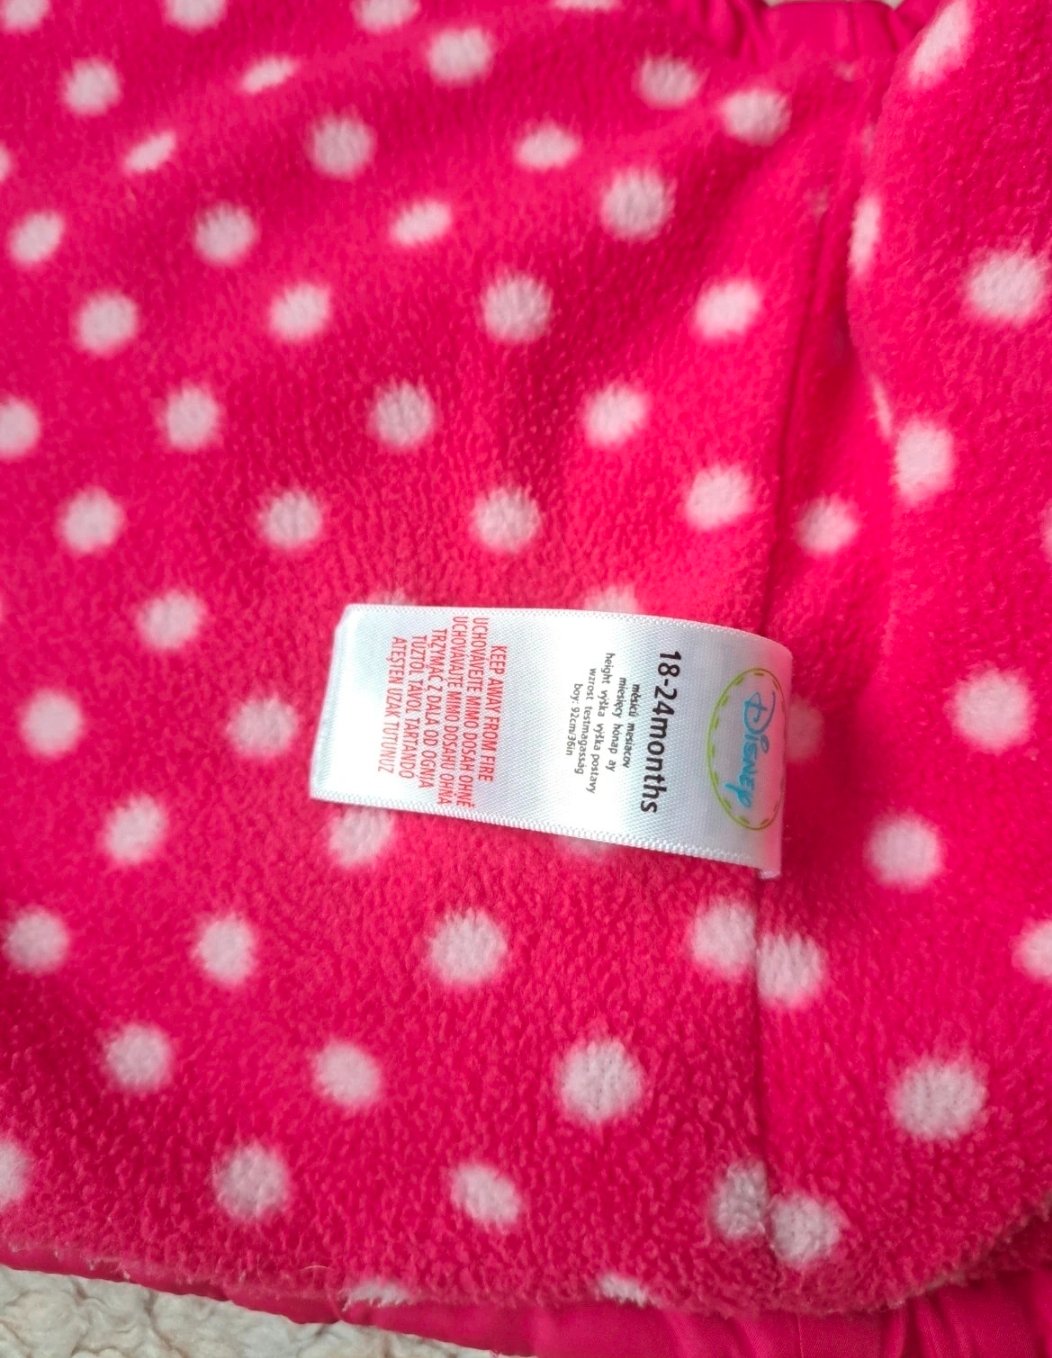 Disney
18-24months
měsíců mesiacov
miesięcy hónap ay
height výška výška postavy
wzrost testmagasság
boy: 92cm/36in
KEEP AWAY FROM FIRE
UCHOVÁVEJTE MIMO DOSAH OHNĚ
UCHOVÁVAJTE MIMO DOSAHU OHŇA
TRZYMAĆ Z DALA OD OGNIA
TŰZTŐL TÁVOL TARTANDÓ
ATEŞTEN UZAK TUTUNUZ